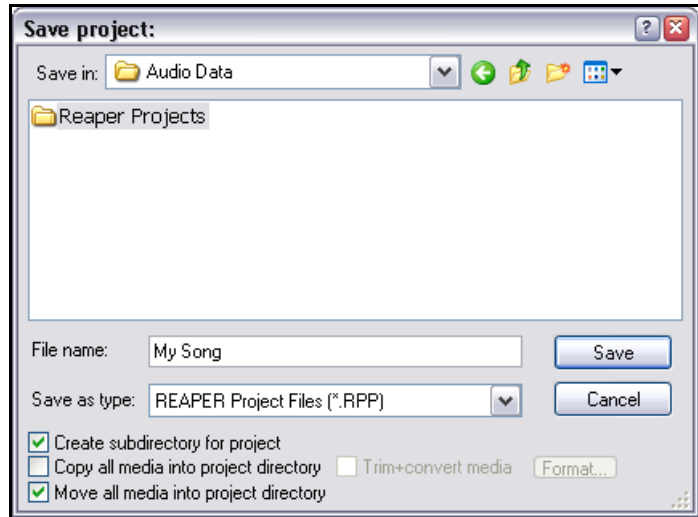 Save project:
Save in: Audio Data
Reaper Projects
File name: My Song Save
Save as type: REAPER Project Files (*.RPP) Cancel
Create subdirectory for project
Copy all media into project directory Trim+convert media Format...
Move all media into project directory